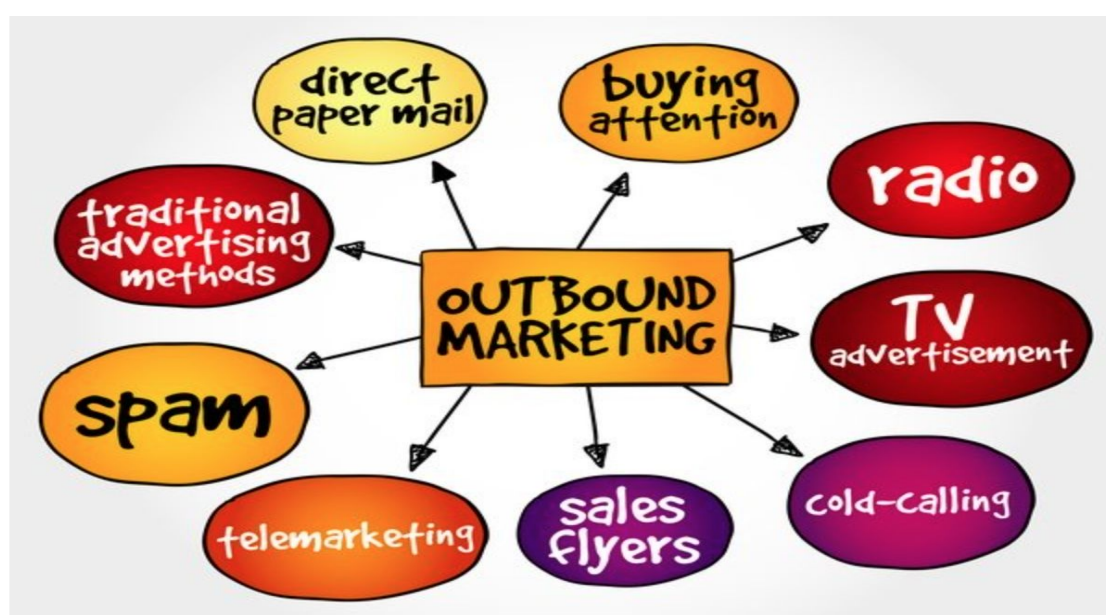 direct
paper mail
buying
attention
radio
traditional
advertising
methods
OUTBOUND
MARKETING
TV
advertisement
spam
cold-calling
telemarketing
sales
flyers